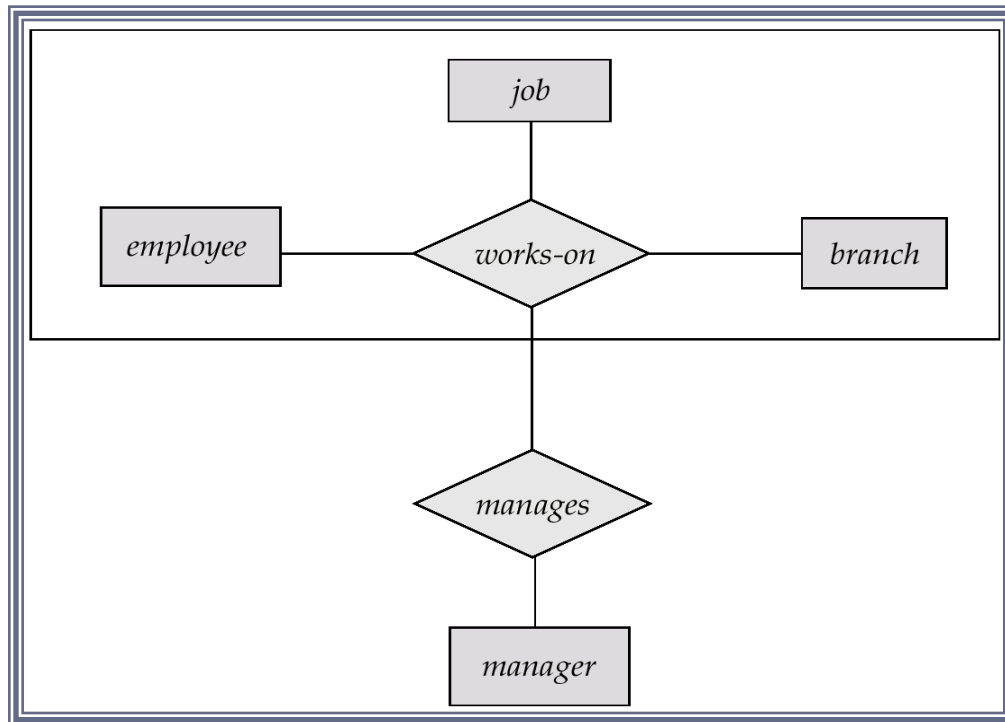 job
employee
works-on
branch
manages
manager